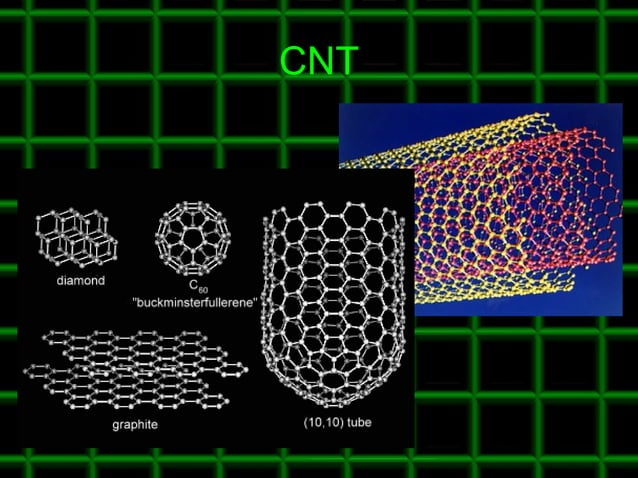 CNT
diamond
C60
"buckminsterfullerene"
graphite
(10,10) tube